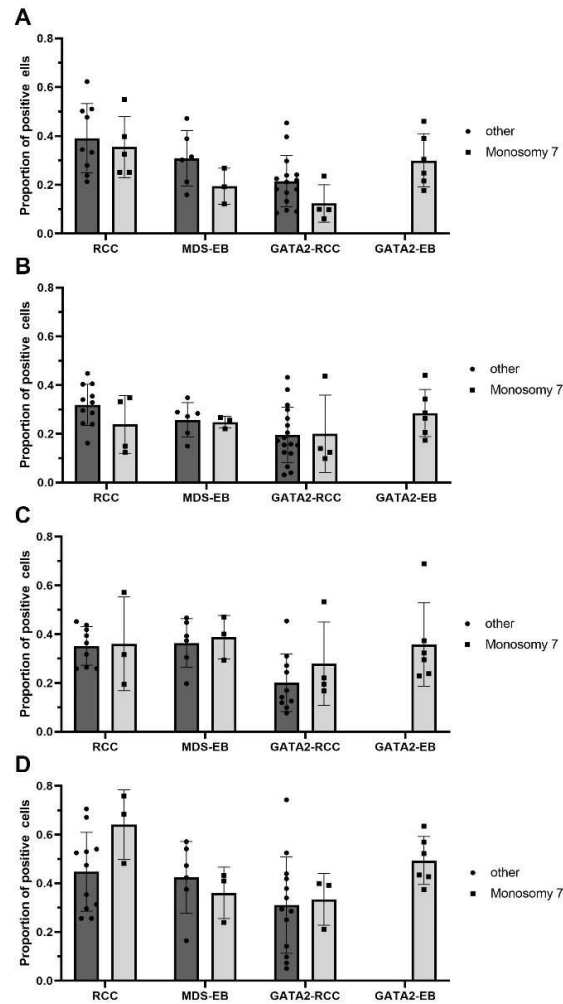 A
Proportion of positive ells
0.8
0.6
0.4
0.2
0.0
RCC MDS-EB GATA2-RCC GATA2-EB
other
Monosomy 7
B
Proportion of positive cells
0.8
0.6
0.4
0.2
0.0
RCC MDS-EB GATA2-RCC GATA2-EB
other
Monosomy 7
C
Proportion of positive cells
0.8
0.6
0.4
0.2
0.0
RCC MDS-EB GATA2-RCC GATA2-EB
other
Monosomy 7
D
Proportion of positive cells
0.8
0.6
0.4
0.2
0.0
RCC MDS-EB GATA2-RCC GATA2-EB
other
Monosomy 7